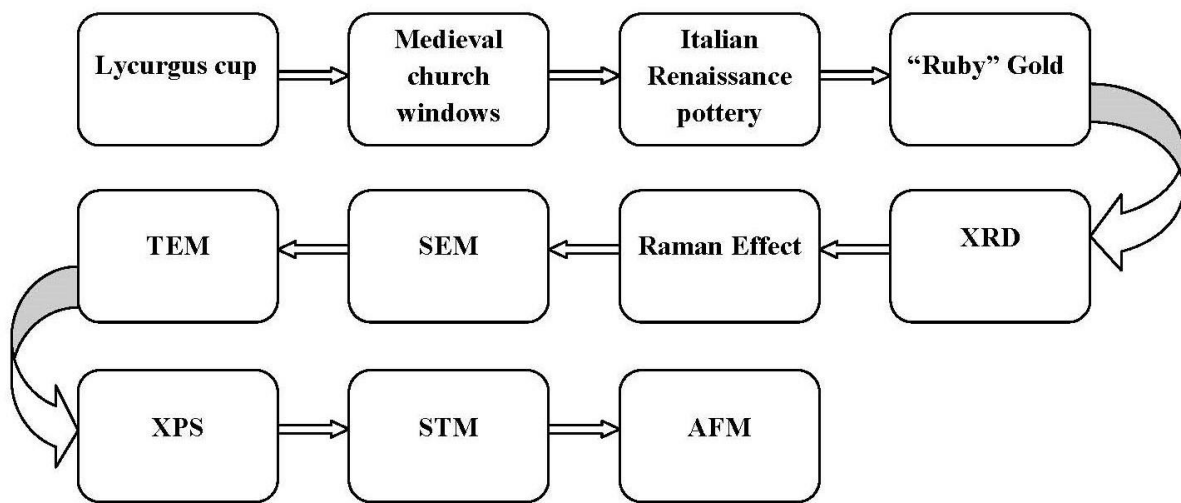 Lycurgus cup
Medieval
church
windows
Italian
Renaissance
pottery
“Ruby” Gold
XRD
Raman Effect
SEM
TEM
XPS
STM
AFM